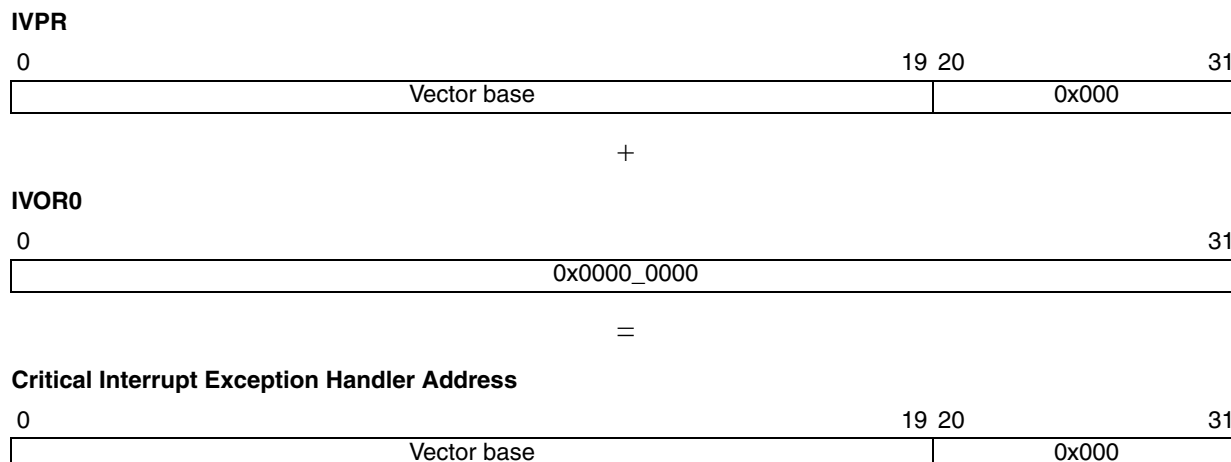 IVPR
0 19 20 31
Vector base 0x000
+
IVOR0
0 31
0x0000_0000
=
Critical Interrupt Exception Handler Address
0 19 20 31
Vector base 0x000